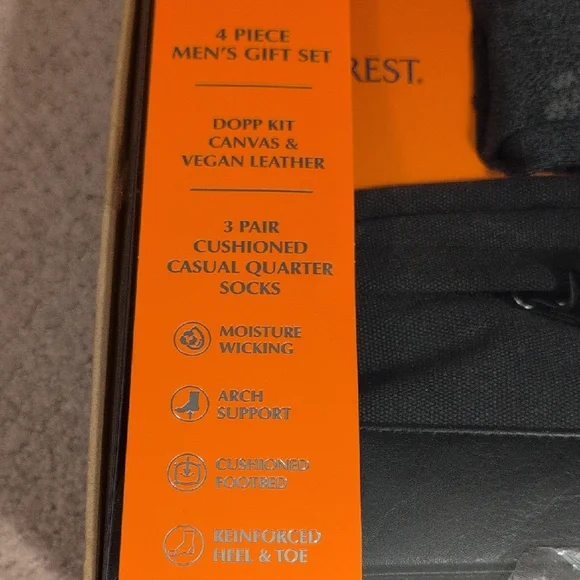 4 PIECE
MEN'S GIFT SET
REST.
DOPP KIT
CANVAS &
VEGAN LEATHER
3 PAIR
CUSHIONED
CASUAL QUARTER
SOCKS
MOISTURE
WICKING
ARCH
SUPPORT
CUSHIONED
FOOTBED
REINFORCED
HEEL & TOE